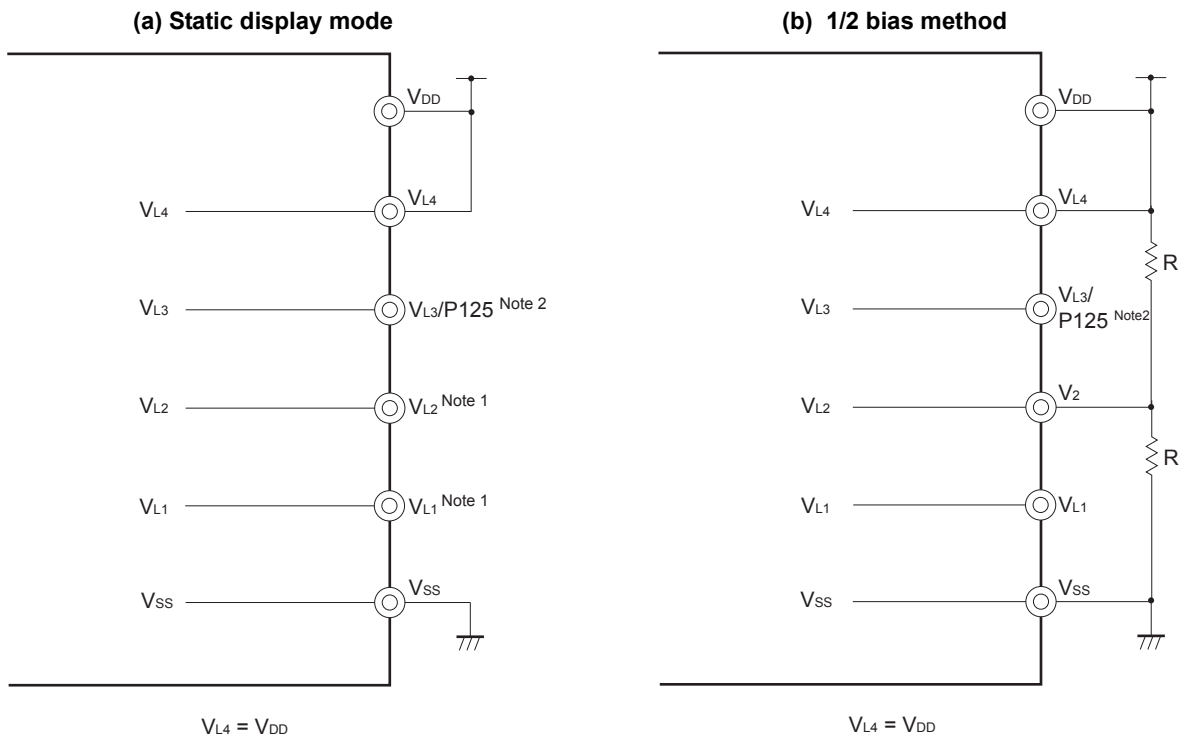 (a) Static display mode
VDD
VL4
VL4
VL3
VL3/P125 Note 2
VL2
VL2 Note 1
VL1
VL1 Note 1
VSS
VSS
VL4 = VDD
(b) 1/2 bias method
VDD
VL4
VL4
R
VL3
VL3/
P125 Note2
VL2
V2
R
VL1
VL1
VSS
VSS
VL4 = VDD